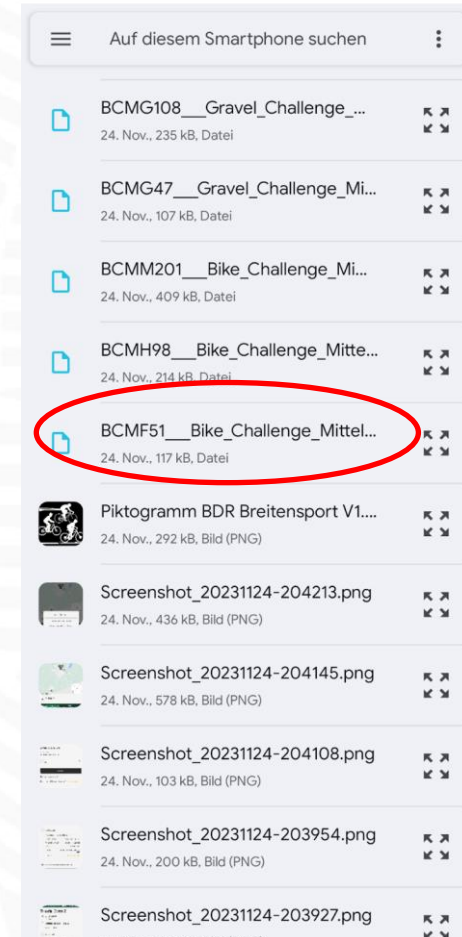 Auf diesem Smartphone suchen
BCMG108___Gravel_Challenge_...
24. Nov., 235 kB, Datei
BCMG47___Gravel_Challenge_Mi...
24. Nov., 107 kB, Datei
BCMM201___Bike_Challenge_Mi...
24. Nov., 409 kB, Datei
BCMH98___Bike_Challenge_Mitte...
24. Nov., 214 kB, Datei
BCMF51___Bike_Challenge_Mittel...
24. Nov., 117 kB, Datei
Piktogramm BDR Breitensport V1....
24. Nov., 292 kB, Bild (PNG)
Screenshot_20231124-204213.png
24. Nov., 436 kB, Bild (PNG)
Screenshot_20231124-204145.png
24. Nov., 578 kB, Bild (PNG)
Screenshot_20231124-204108.png
24. Nov., 103 kB, Bild (PNG)
Screenshot_20231124-203954.png
24. Nov., 200 kB, Bild (PNG)
Screenshot_20231124-203927.png